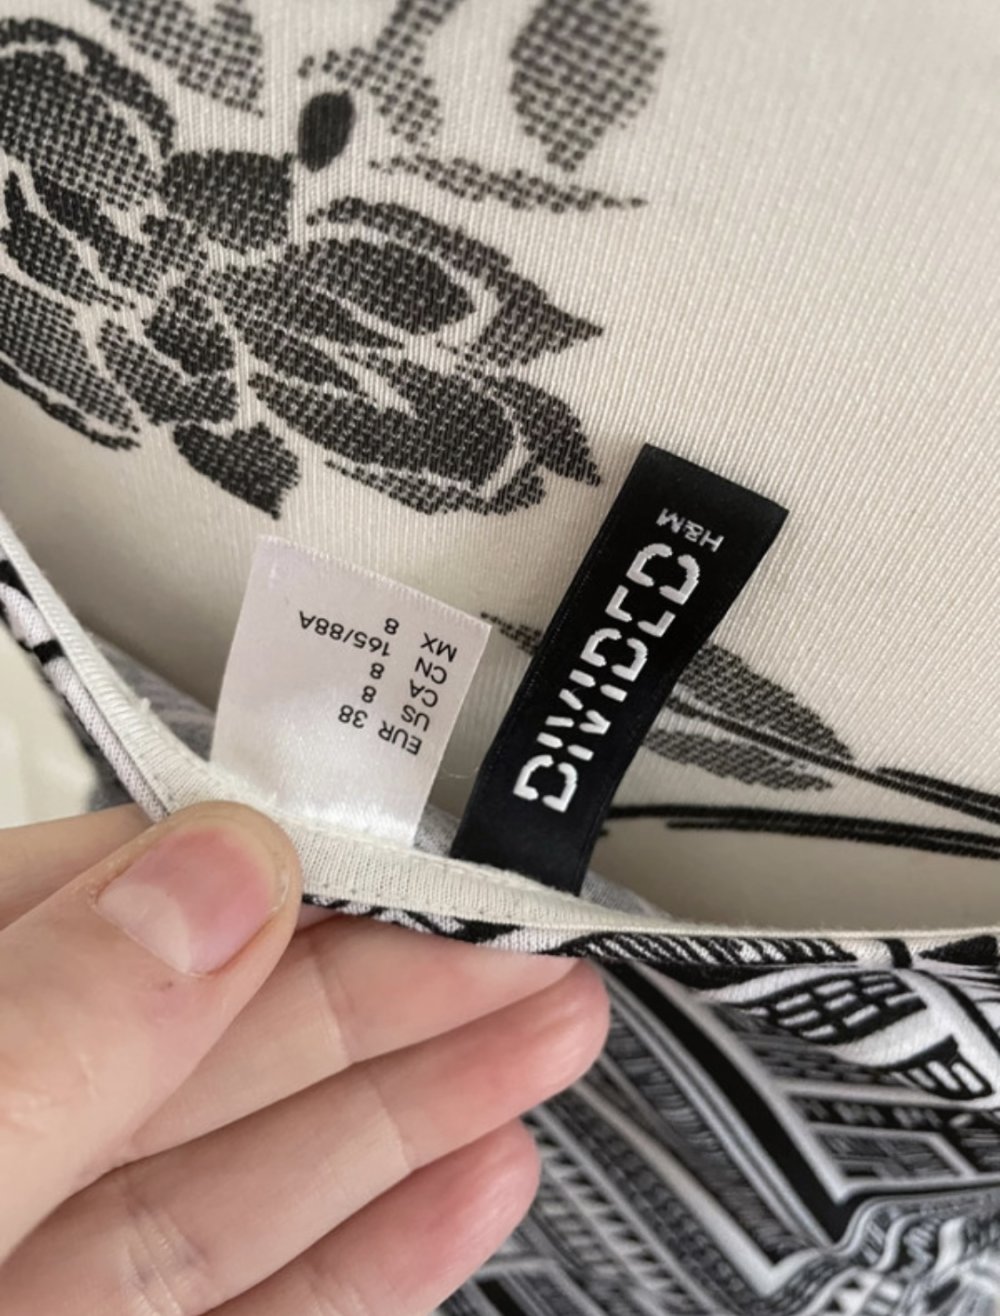 EUR 38
US 8
CA 8
CN 165/88A
MX 8
DIVIDED
H&M